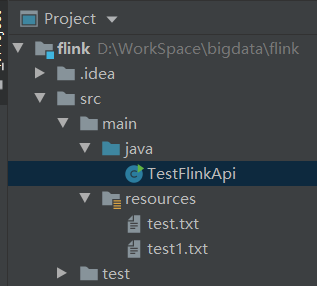 Project
flink D:\WorkSpace\bigdata\flink
.idea
src
main
java
TestFlinkApi
resources
test.txt
test1.txt
test